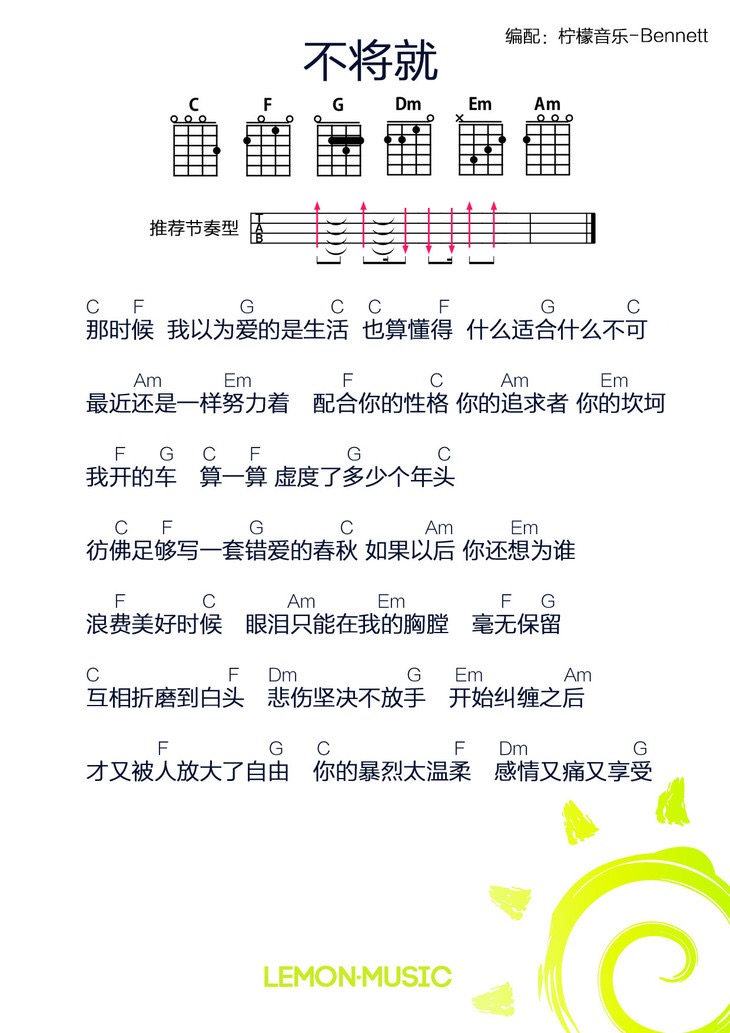 编配：柠檬音乐-Bennett
不将就
C F G Dm Em Am
推荐节奏型 T A B
C F G C C F G C
那时候 我以为爱的是生活 也算懂得 什么适合什么不可
Am Em F C Am Em
最近还是一样努力着 配合你的性格 你的追求者 你的坎坷
F G C F G C
我开的车 算一算 虚度了多少个年头
C F G C Am Em
彷佛足够写一套错爱的春秋 如果以后 你还想为谁
F C Am Em F G
浪费美好时候 眼泪只能在我的胸膛 毫无保留
C F Dm G Em Am
互相折磨到白头 悲伤坚决不放手 开始纠缠之后
F G C F Dm G
才又被人放大了自由 你的暴烈太温柔 感情又痛又享受
LEMON·MUSIC